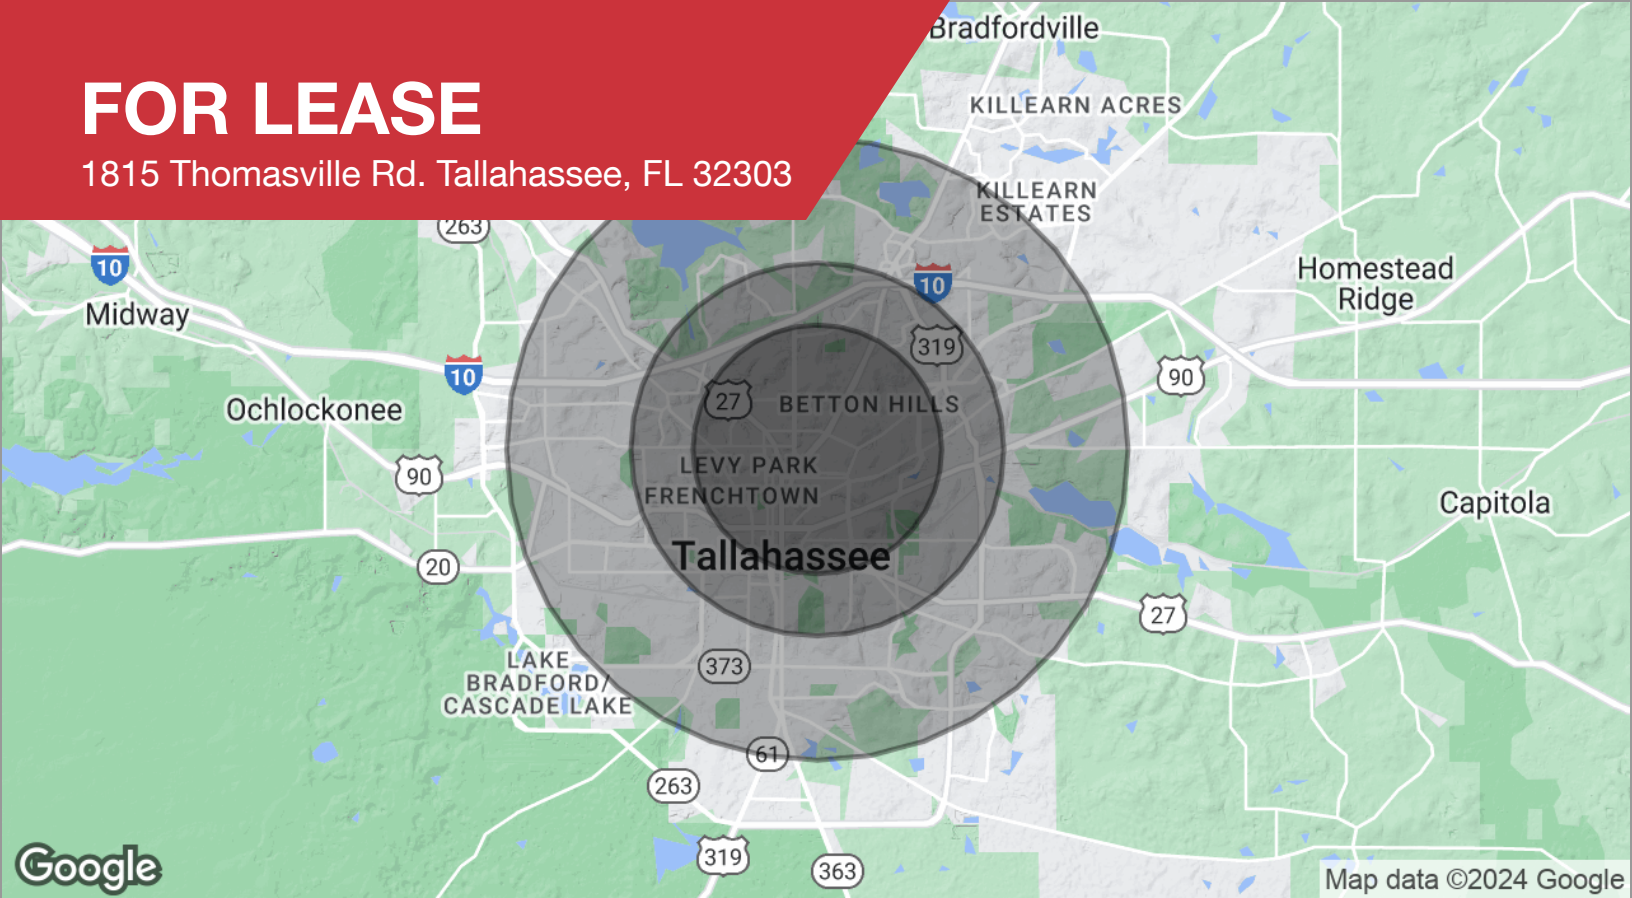 FOR LEASE
1815 Thomasville Rd. Tallahassee, FL 32303
Bradfordville
KILLEARN ACRES
KILLEARN
ESTATES
263
10
10
Homestead
Ridge
Midway
319
10
90
27
BETTON HILLS
Ochlockonee
LEVY PARK
90
FRENCHTOWN
Capitola
Tallahassee
20
27
LAKE
BRADFORD/
CASCADE LAKE
373
61
263
319
363
Google
Map data ©2024 Google